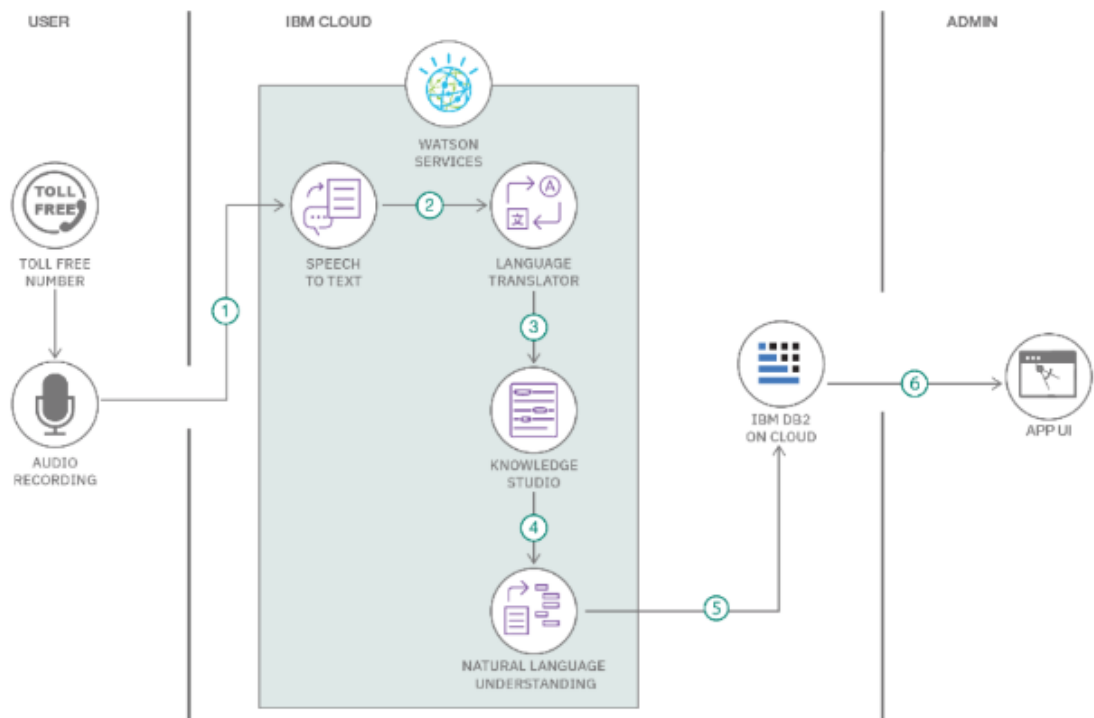 USER
IBM CLOUD
ADMIN
WATSON
SERVICES
TOLL
FREE
TOLL FREE
NUMBER
SPEECH
TO TEXT
2
A
文
LANGUAGE
TRANSLATOR
1
3
AUDIO
RECORDING
KNOWLEDGE
STUDIO
4
NATURAL LANGUAGE
UNDERSTANDING
5
IBM DB2
ON CLOUD
6
APP UI